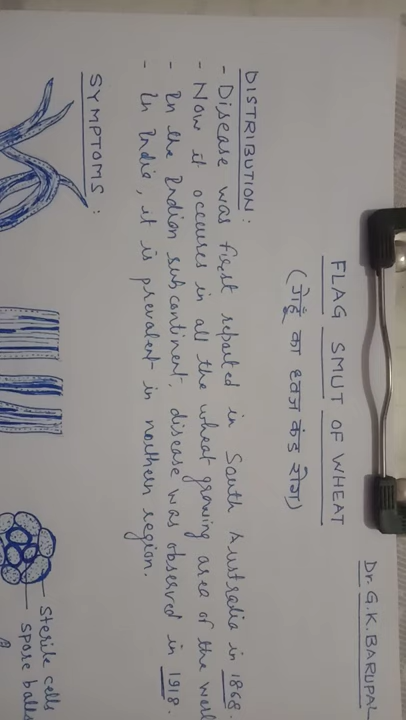 Dr. G.K. BARUPAL
FLAG SMUT OF WHEAT
(गेहूं का ध्वज कंड रोग)
DISTRIBUTION:
- Disease was first reported in South Australia in 1868
- Now it occures in all the wheat growing area of the worl
- In the Indian subcontinent, disease was observed in 1918.
- In India, it is prevalent in northern region.
SYMPTOMS:
Sterile cells
spore balls